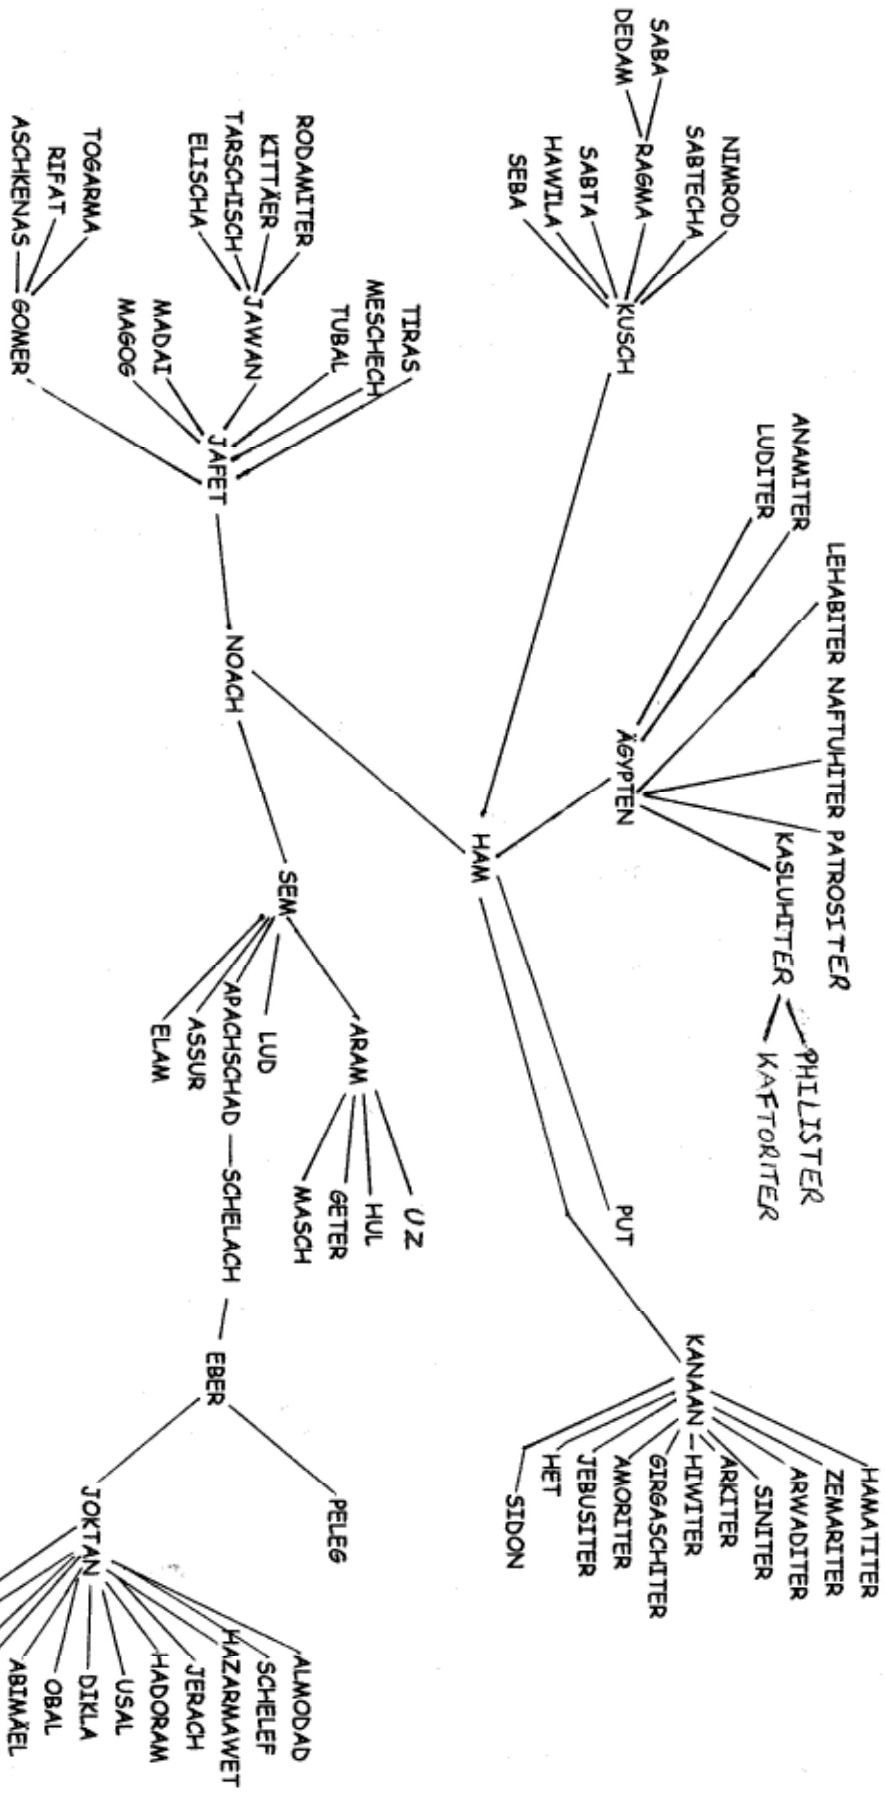 SABA
DEDAM
RAGMA
NIMROD
SABTECHA
SABTA
HAWILA
SEBA
KUSCH
ANAMITER
LUDITER
LEHABITER NAFTUHITER PATROSITER
KASLUHITER
PHILISTER
KAFTORITER
ÄGYPTEN
HAM
PUT
KANAAN
HAMATITER
ZEMARITER
ARWADITER
SINITER
ARKITER
HIWITER
GIRGASCHITER
AMORITER
JEBUSITER
HET
SIDON
RODAMITER
KITTÄER
TARSCHISCH
ELISCHA
JAWAN
TOGARMA
RIFAT
ASCHKENAS
GOMER
TIRAS
MESCHECH
TUBAL
MADAI
MAGOG
JAFET
NOACH
SEM
ARAM
UZ
HUL
GETER
MASCH
LUD
APACHSCHAD
SCHELACH
ASSUR
ELAM
EBER
PELEG
JOKTAN
ALMODAD
SCHELEF
HAZARMAWET
JERACH
HADORAM
USAL
DIKLA
OBAL
ABIMÄEL